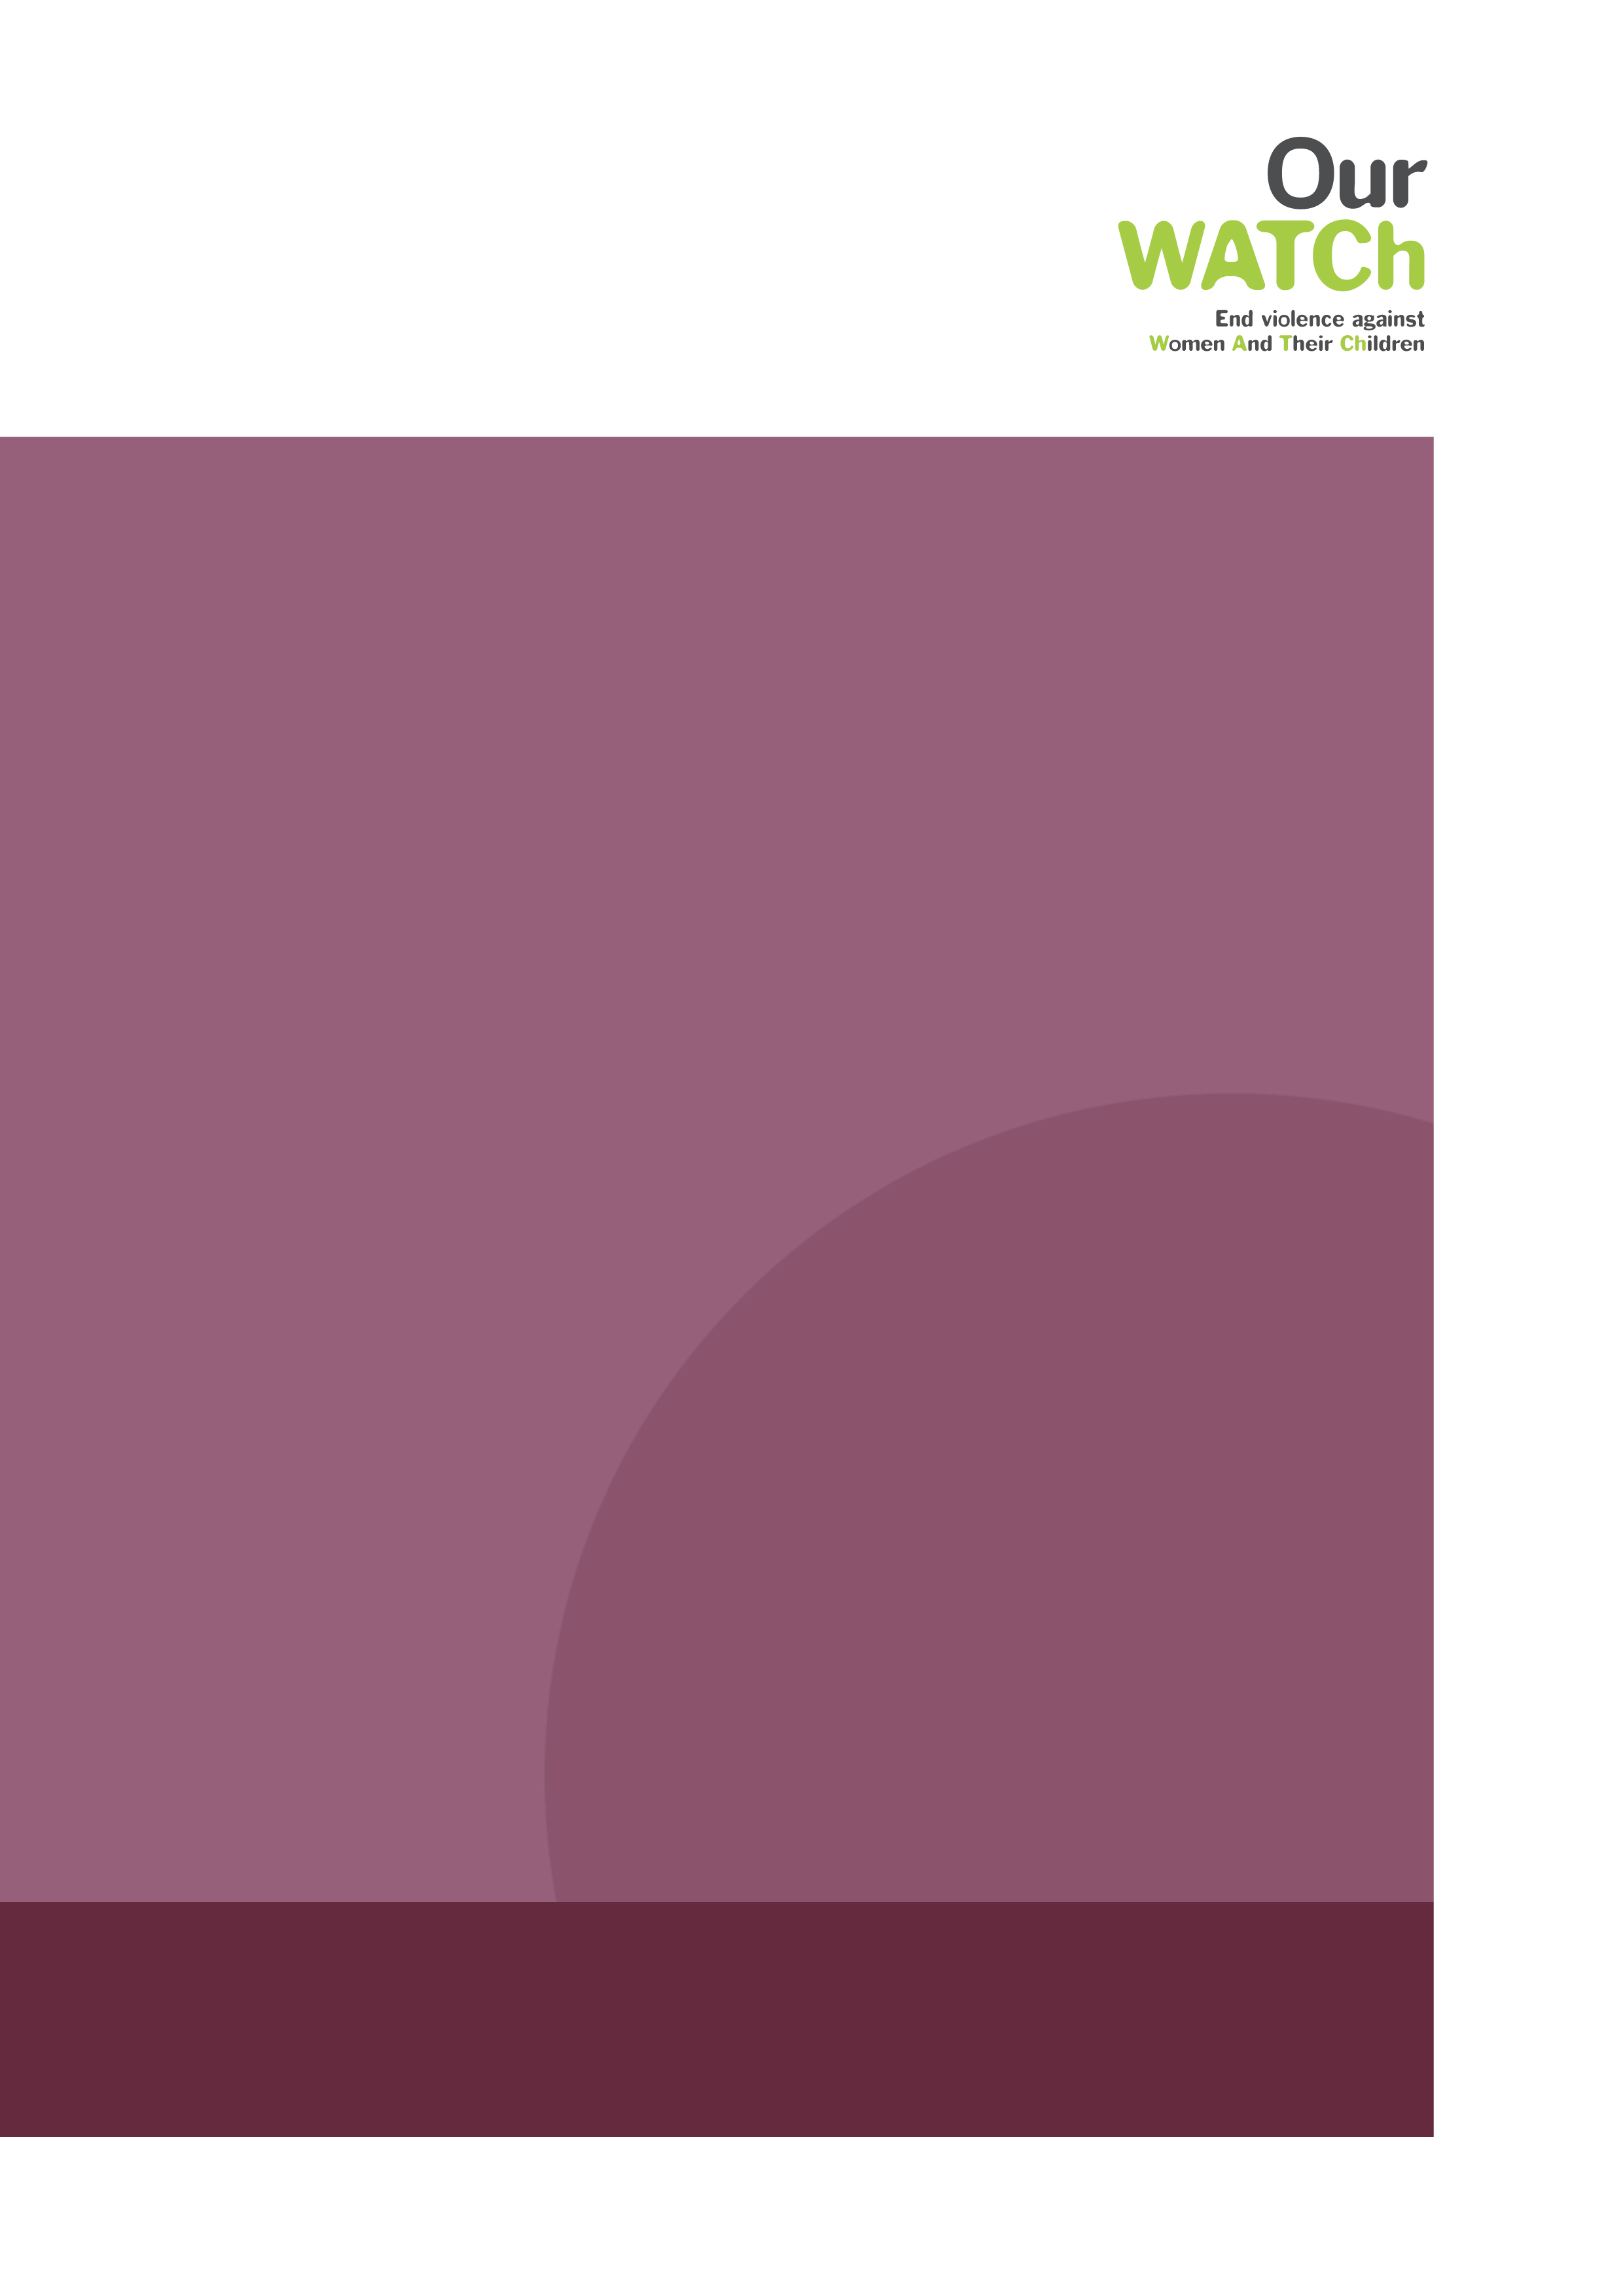 Our
WATCh
End violence against
Women And Their Children